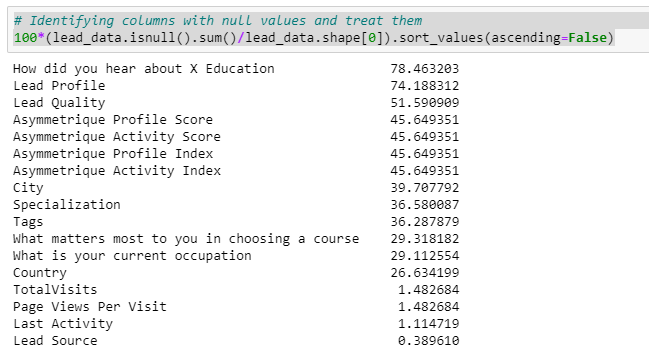 # Identifying columns with null values and treat them
100*(lead_data.isnull().sum()/lead_data.shape[0]).sort_values(ascending=False)
How did you hear about X Education 78.463203
Lead Profile 74.188312
Lead Quality 51.590909
Asymmetrique Profile Score 45.649351
Asymmetrique Activity Score 45.649351
Asymmetrique Profile Index 45.649351
Asymmetrique Activity Index 45.649351
City 39.707792
Specialization 36.580087
Tags 36.287879
What matters most to you in choosing a course 29.318182
What is your current occupation 29.112554
Country 26.634199
TotalVisits 1.482684
Page Views Per Visit 1.482684
Last Activity 1.114719
Lead Source 0.389610